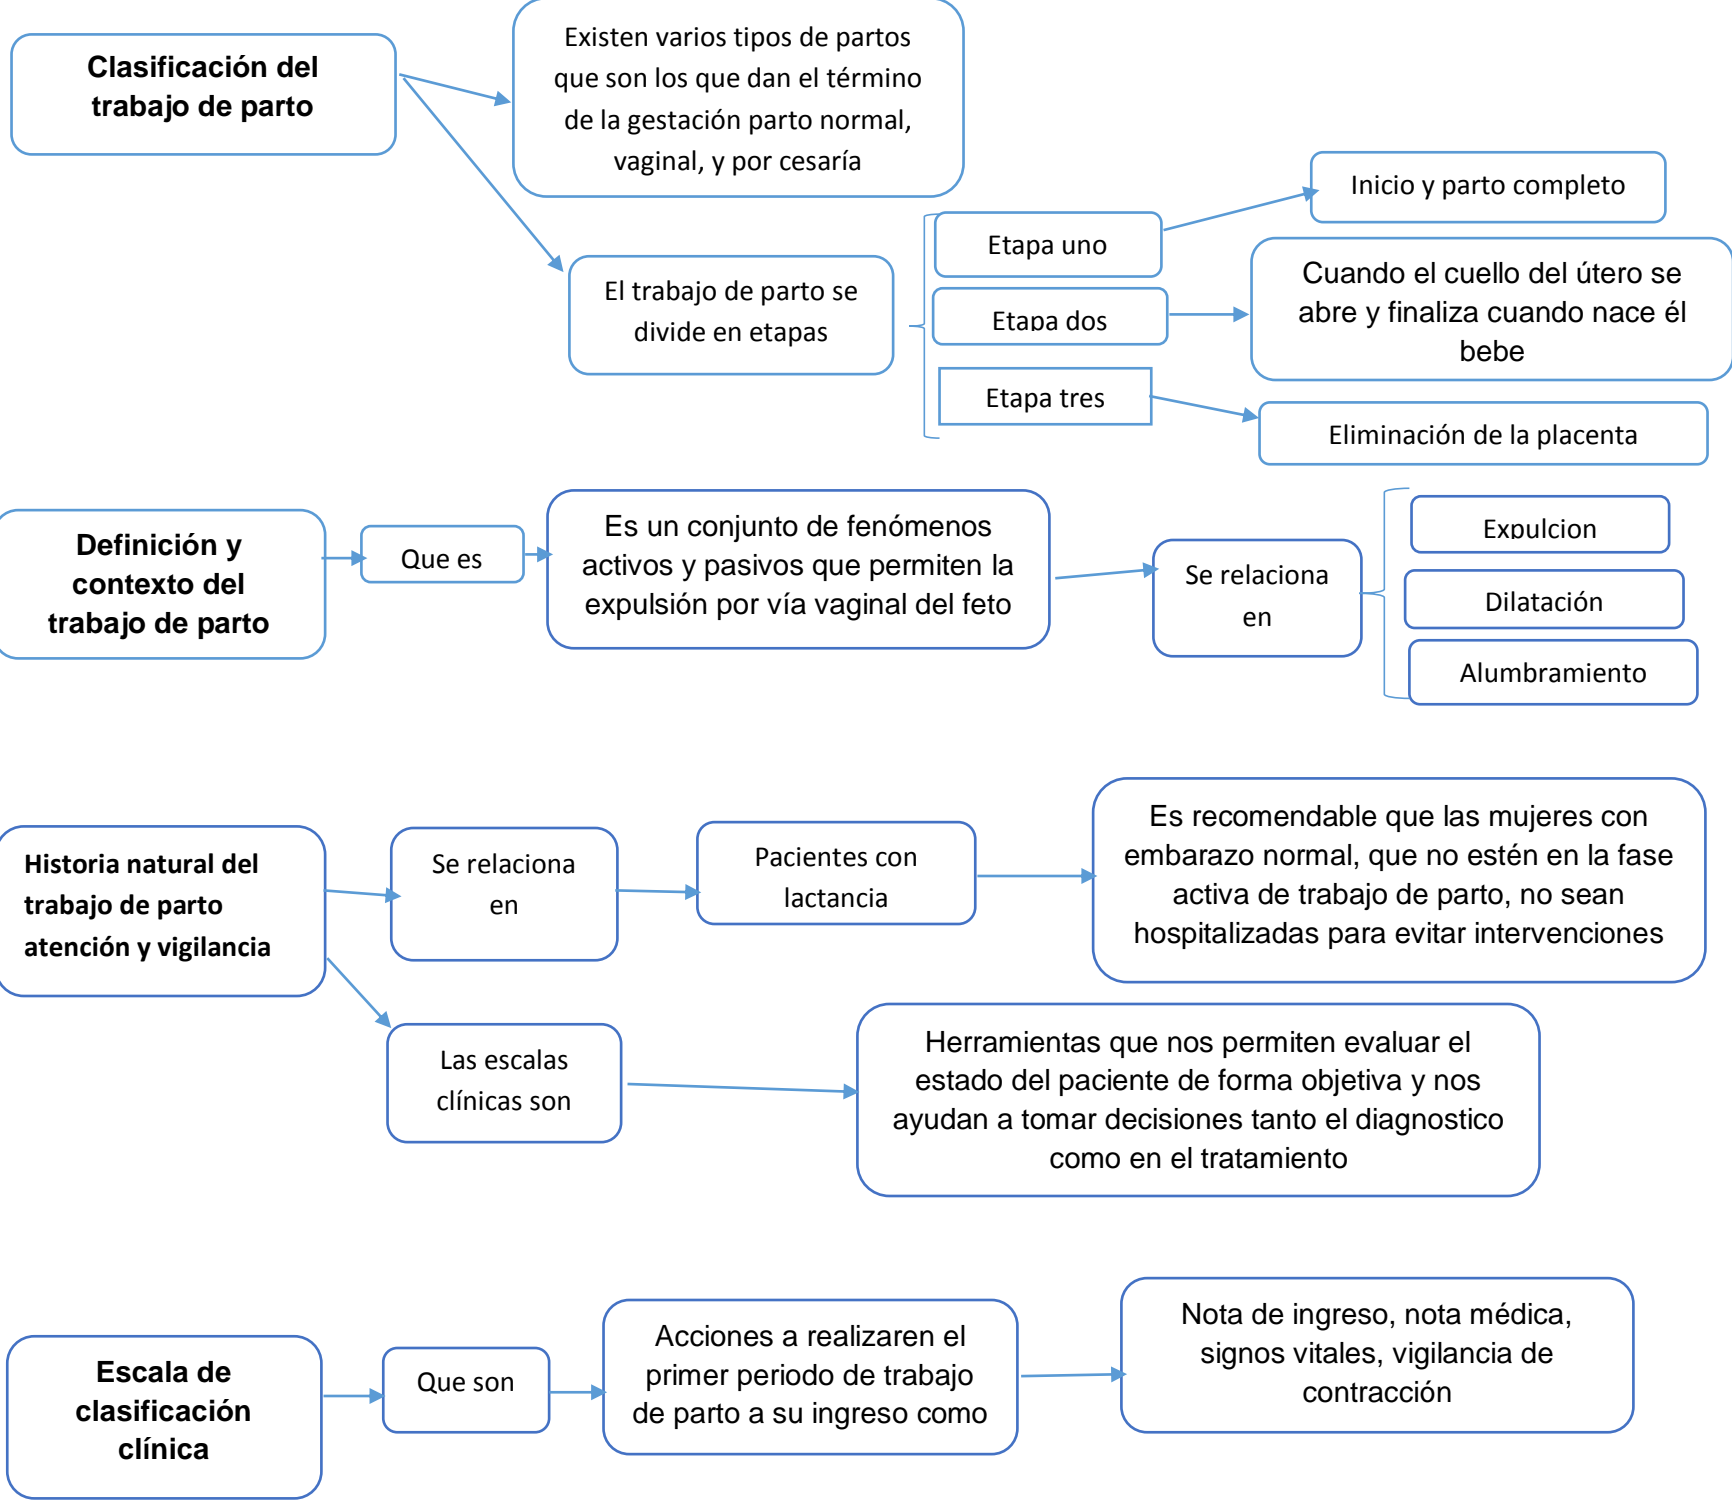 Clasificación del
trabajo de parto
Existen varios tipos de partos
que son los que dan el término
de la gestación parto normal,
vaginal, y por cesaría
El trabajo de parto se
divide en etapas
Etapa uno
Inicio y parto completo
Etapa dos
Cuando el cuello del útero se
abre y finaliza cuando nace él
bebe
Etapa tres
Eliminación de la placenta
Definición y
contexto del
trabajo de parto
Que es
Es un conjunto de fenómenos
activos y pasivos que permiten la
expulsión por vía vaginal del feto
Se relaciona
en
Expulcion
Dilatación
Alumbramiento
Historia natural del
trabajo de parto
atención y vigilancia
Se relaciona
en
Pacientes con
lactancia
Es recomendable que las mujeres con
embarazo normal, que no estén en la fase
activa de trabajo de parto, no sean
hospitalizadas para evitar intervenciones
Las escalas
clínicas son
Herramientas que nos permiten evaluar el
estado del paciente de forma objetiva y nos
ayudan a tomar decisiones tanto el diagnostico
como en el tratamiento
Escala de
clasificación
clínica
Que son
Acciones a realizaren el
primer periodo de trabajo
de parto a su ingreso como
Nota de ingreso, nota médica,
signos vitales, vigilancia de
contracción